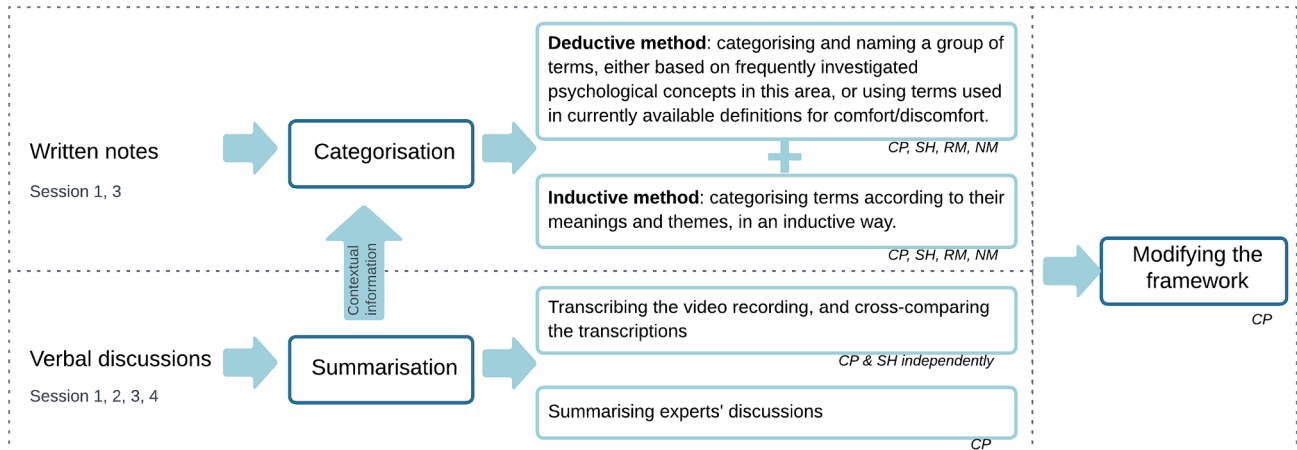 Deductive method: categorising and naming a group of
terms, either based on frequently investigated
psychological concepts in this area, or using terms used
in currently available definitions for comfort/discomfort.
CP, SH, RM, NM
Written notes
Session 1, 3
Categorisation
Inductive method: categorising terms according to their
meanings and themes, in an inductive way.
CP, SH, RM, NM
Contextual
information
Verbal discussions
Session 1, 2, 3, 4
Summarisation
Transcribing the video recording, and cross-comparing
the transcriptions
CP & SH independently
Summarising experts' discussions
CP
Modifying the
framework
CP